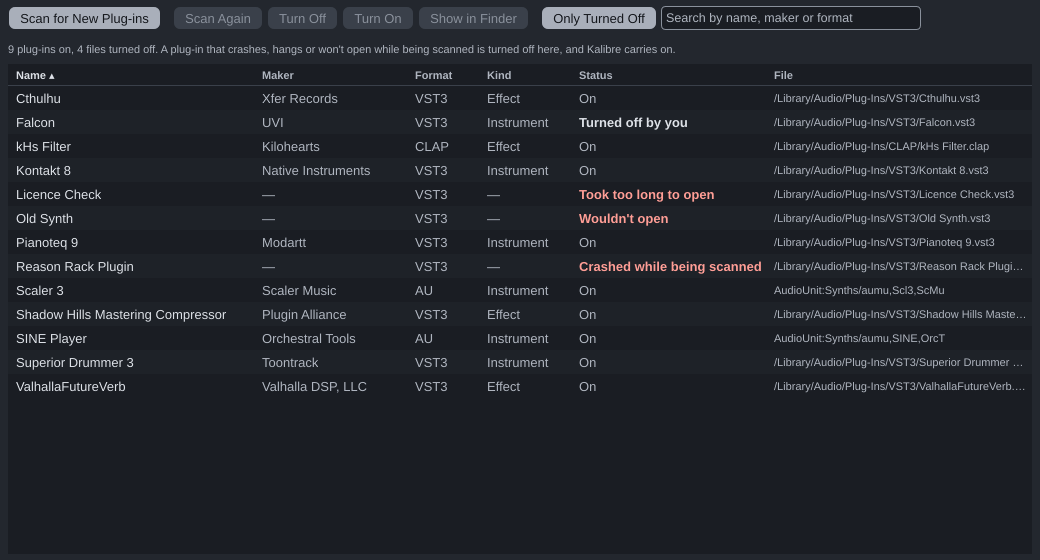 Scan for New Plug-ins Scan Again Turn Off Turn On Show in Finder Only Turned Off Search by name, maker or format
9 plug-ins on, 4 files turned off. A plug-in that crashes, hangs or won't open while being scanned is turned off here, and Kalibre carries on.
Name ▴ Maker Format Kind Status File
Cthulhu Xfer Records VST3 Effect On /Library/Audio/Plug-Ins/VST3/Cthulhu.vst3
Falcon UVI VST3 Instrument Turned off by you /Library/Audio/Plug-Ins/VST3/Falcon.vst3
kHs Filter Kilohearts CLAP Effect On /Library/Audio/Plug-Ins/CLAP/kHs Filter.clap
Kontakt 8 Native Instruments VST3 Instrument On /Library/Audio/Plug-Ins/VST3/Kontakt 8.vst3
Licence Check — VST3 — Took too long to open /Library/Audio/Plug-Ins/VST3/Licence Check.vst3
Old Synth — VST3 — Wouldn't open /Library/Audio/Plug-Ins/VST3/Old Synth.vst3
Pianoteq 9 Modartt VST3 Instrument On /Library/Audio/Plug-Ins/VST3/Pianoteq 9.vst3
Reason Rack Plugin — VST3 — Crashed while being scanned /Library/Audio/Plug-Ins/VST3/Reason Rack Plugi...
Scaler 3 Scaler Music AU Instrument On AudioUnit:Synths/aumu,Scl3,ScMu
Shadow Hills Mastering Compressor Plugin Alliance VST3 Effect On /Library/Audio/Plug-Ins/VST3/Shadow Hills Maste...
SINE Player Orchestral Tools AU Instrument On AudioUnit:Synths/aumu,SINE,OrcT
Superior Drummer 3 Toontrack VST3 Instrument On /Library/Audio/Plug-Ins/VST3/Superior Drummer ...
ValhallaFutureVerb Valhalla DSP, LLC VST3 Effect On /Library/Audio/Plug-Ins/VST3/ValhallaFutureVerb....